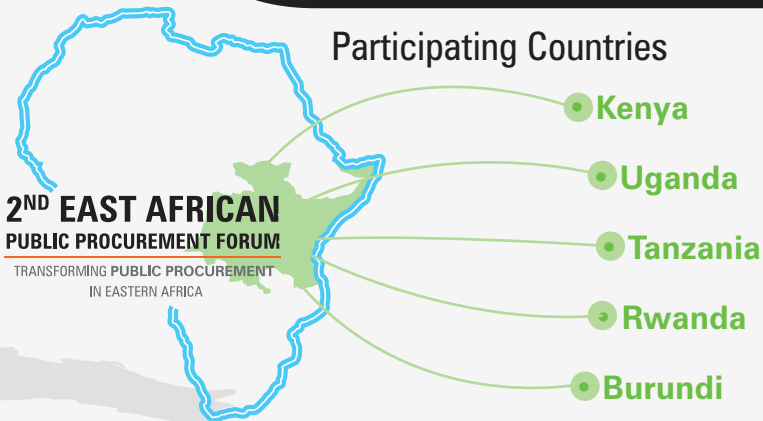 Participating Countries
Kenya
Uganda
2ND EAST AFRICAN
PUBLIC PROCUREMENT FORUM
TRANSFORMING PUBLIC PROCUREMENT
IN EASTERN AFRICA
Tanzania
Rwanda
Burundi